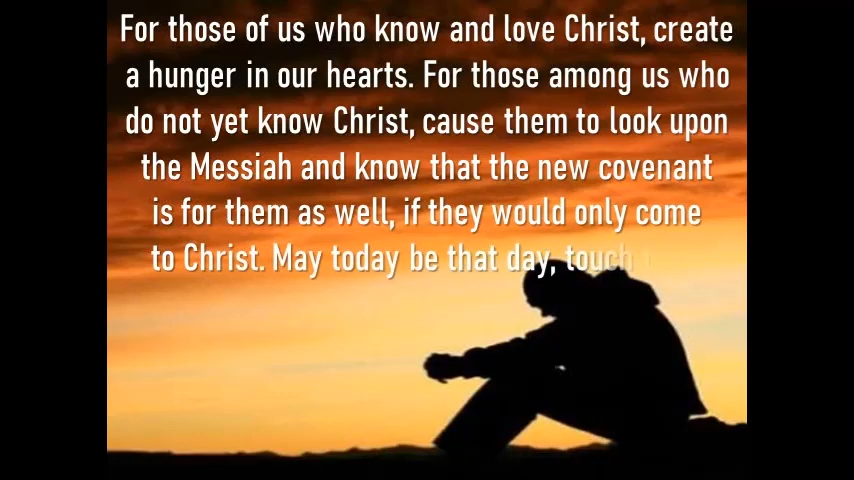 For those of us who know and love Christ, create
a hunger in our hearts. For those among us who
do not yet know Christ, cause them to look upon
the Messiah and know that the new covenant
is for them as well, if they would only come
to Christ. May today be that day, touch